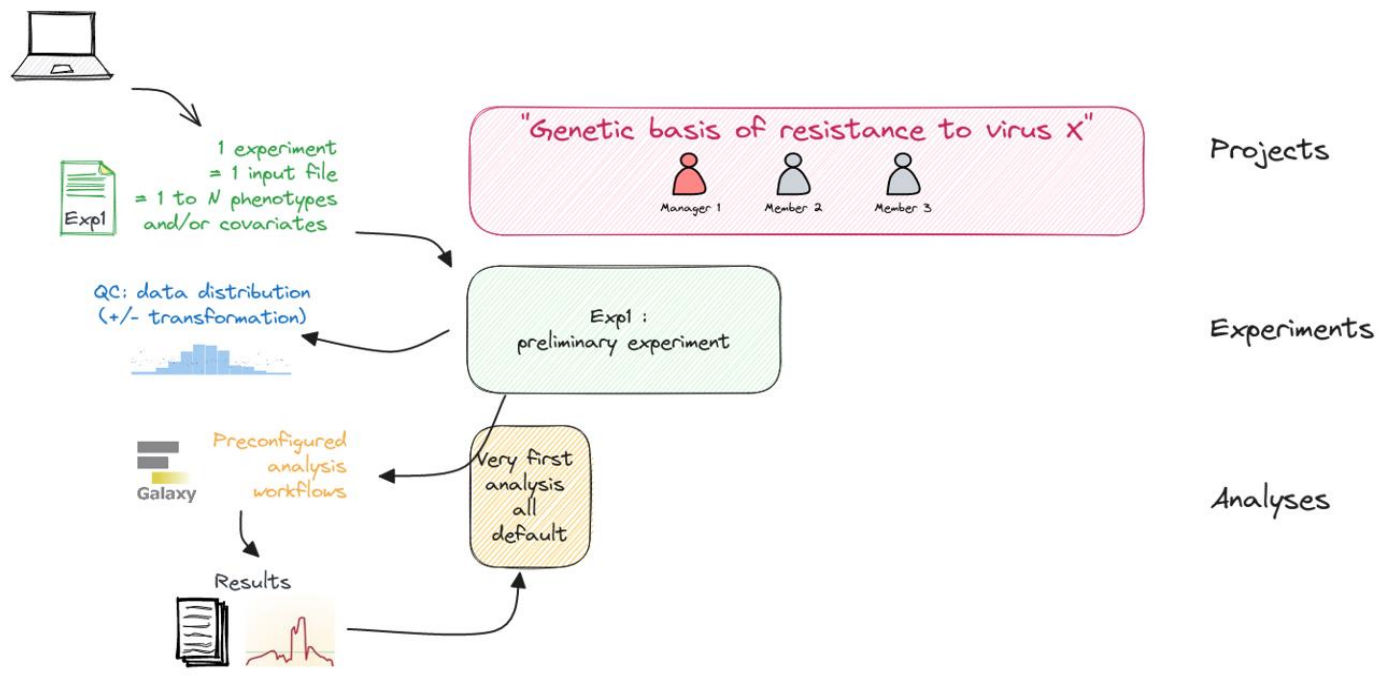 "Genetic basis of resistance to virus x"
Manager 1
Member 2
Member 3
Projects
1 experiment
= 1 input file
= 1 to N phenotypes
and/or covariates
Exp1
QC: data distribution
(+/- transformation)
Exp1 :
preliminary experiment
Experiments
Preconfigured
analysis
workflows
Galaxy
Very first
analysis
all
default
Analyses
Results